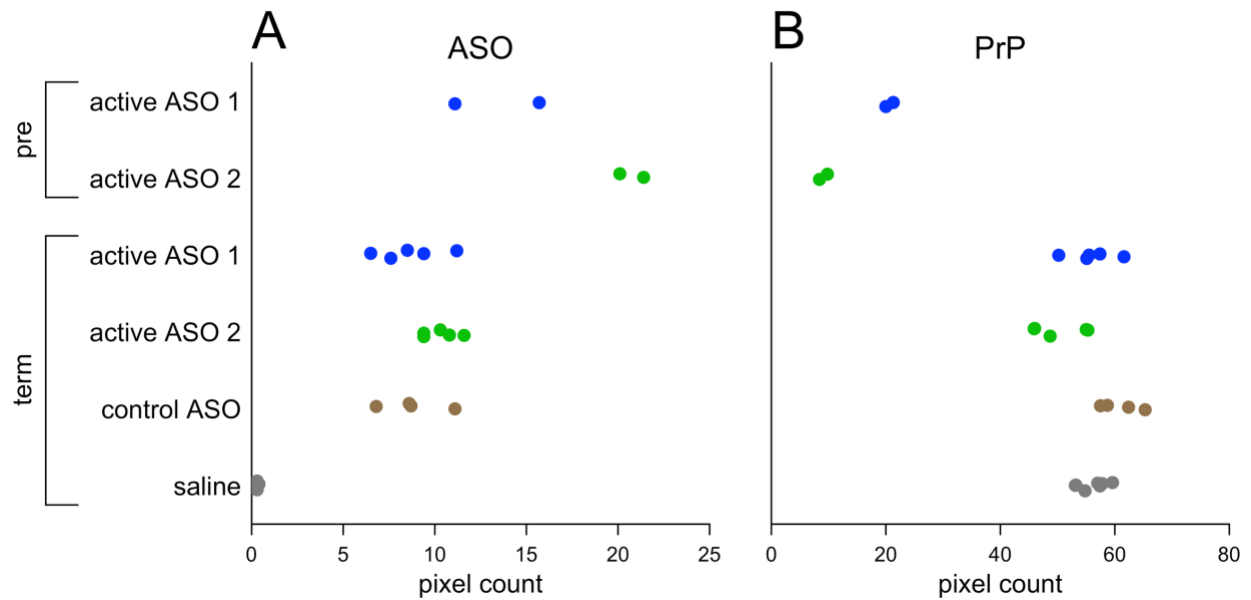 A
ASO
B
PrP
pre
active ASO 1
active ASO 2
term
active ASO 1
active ASO 2
control ASO
saline
0 5 10 15 20 25
pixel count
0 20 40 60 80
pixel count